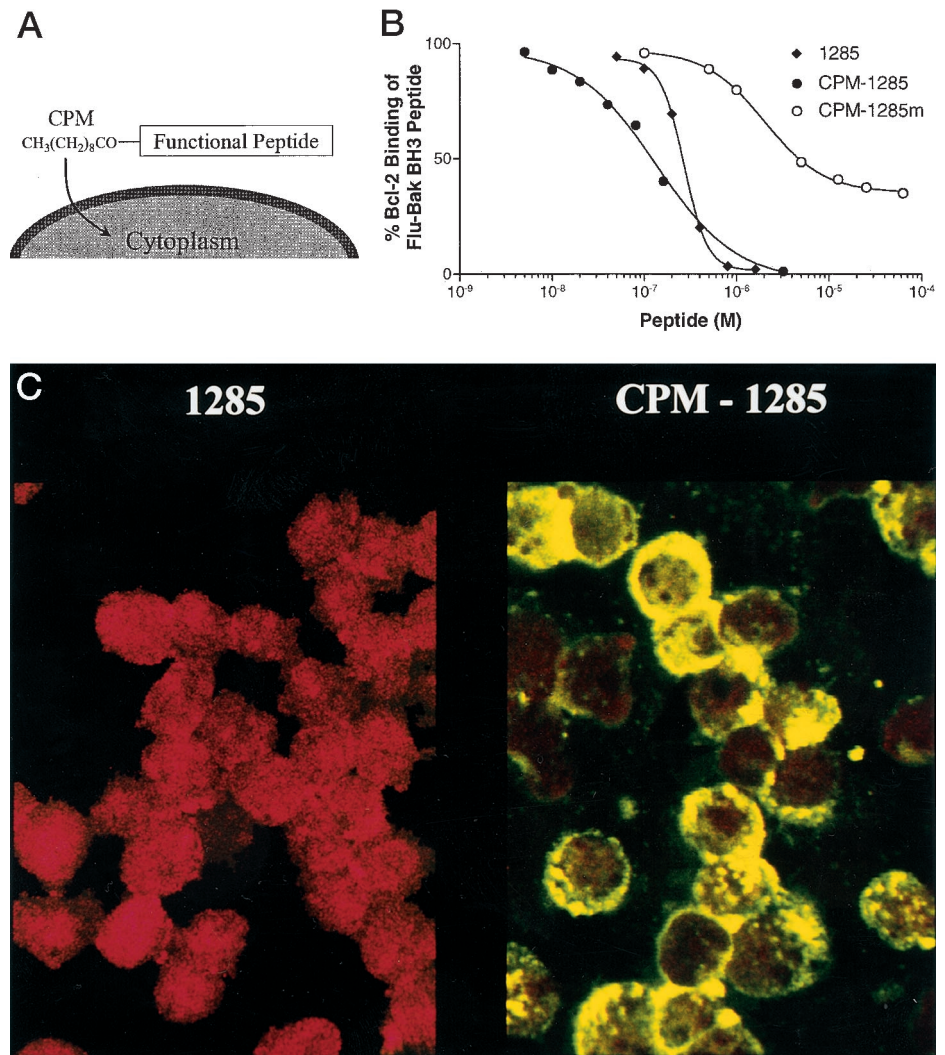 A
CPM
CH₃(CH₂)₈CO
Functional Peptide
Cytoplasm
B
% Bcl-2 Binding of
Flu-Bak BH3 Peptide
100
50
0
10⁻⁹
10⁻⁸
10⁻⁷
10⁻⁶
10⁻⁵
10⁻⁴
Peptide (M)
1285
CPM-1285
CPM-1285m
C
1285
CPM - 1285